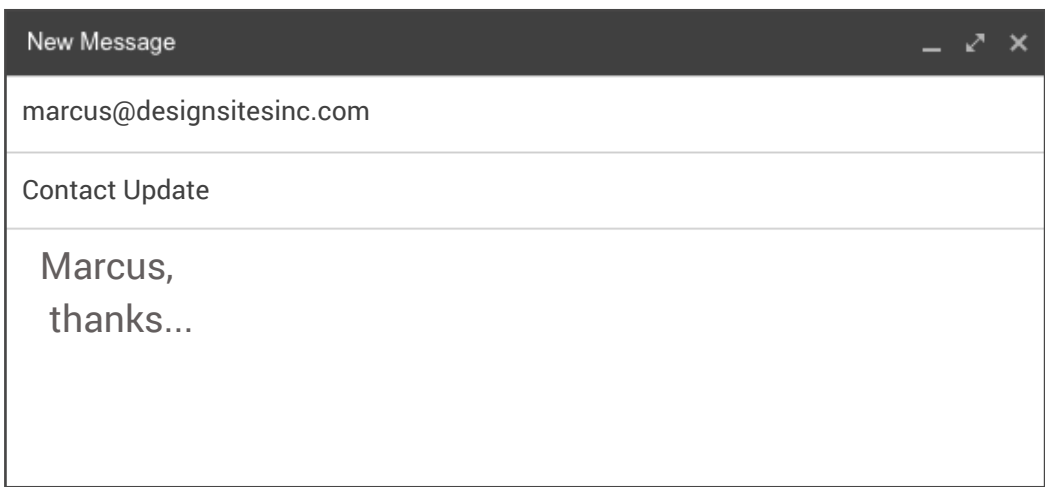 New Message
marcus@designsitesinc.com
Contact Update
Marcus,
thanks...